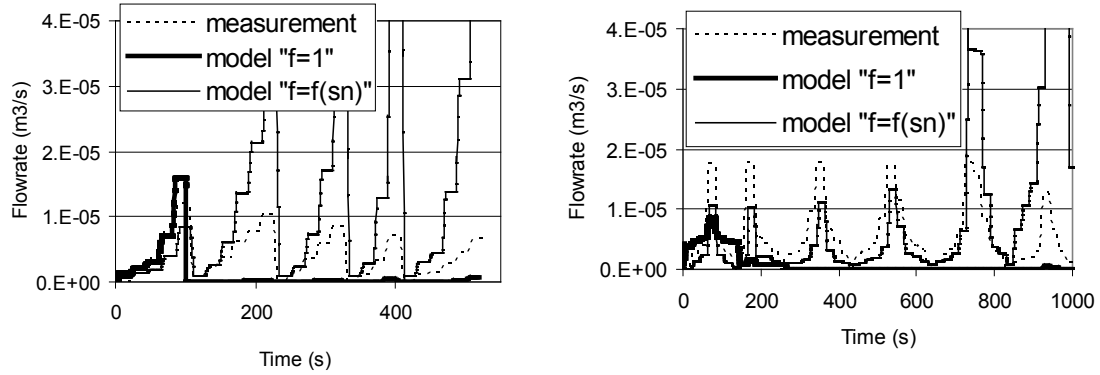 4.E-05
3.E-05
2.E-05
1.E-05
0.E+00
Flowrate (m3/s)
measurement
model "f=1"
model "f=f(sn)"
0
200
400
Time (s)
4.E-05
3.E-05
2.E-05
1.E-05
0.E+00
Flowrate (m3/s)
measurement
model "f=1"
model "f=f(sn)"
0
200
400
600
800
1000
Time (s)